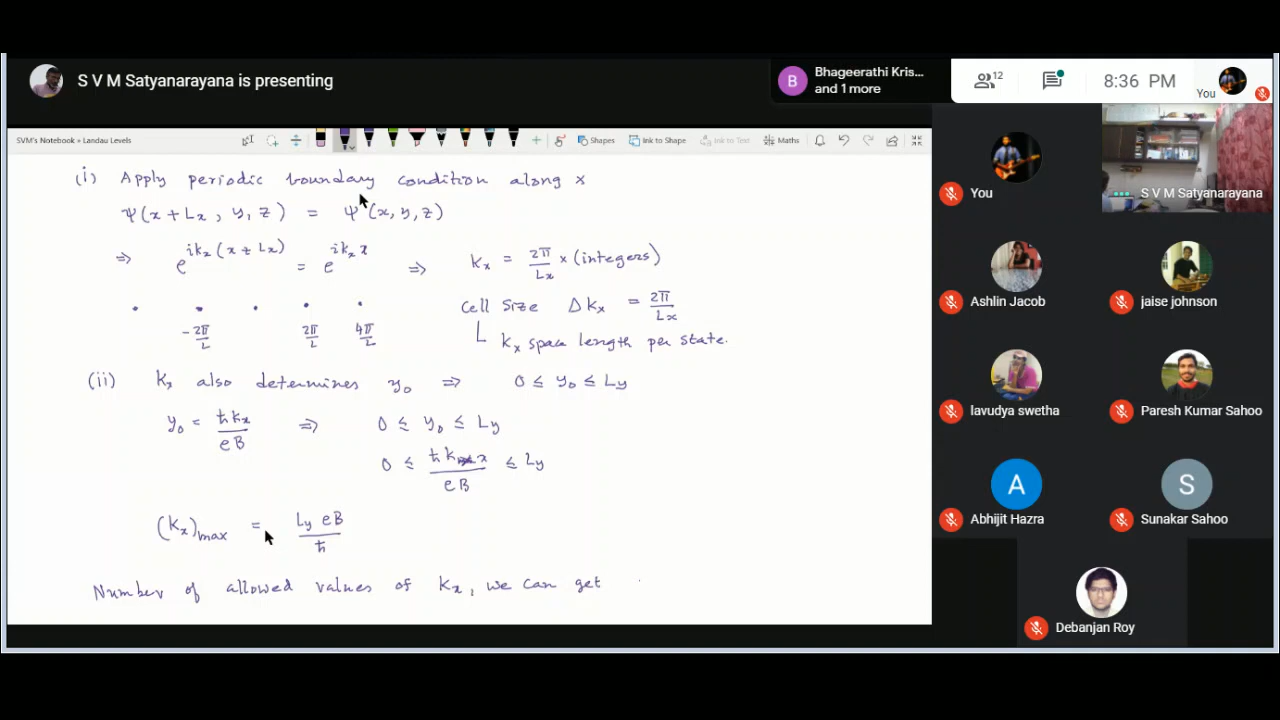 S V M Satyanarayana is presenting
B
Bhageerathi Kris...
and 1 more
12
8:36 PM
You
SVM's Notebook » Landau Levels
Shapes
Ink to Shape
Ink to Text
Maths
(i) Apply periodic boundary condition along x
Ψ(x + Lx, y, z) = Ψ(x, y, z)
⇒ e^{ikx(x + Lx)} = e^{ikx x} ⇒ Kx = 2π/Lx × (integers)
Cell Size Δkx = 2π/Lx
-2π/L 2π/L 4π/L
└ kx space length per state.
(ii) Kx also determines y0 ⇒ 0 ≤ y0 ≤ Ly
y0 = ħkx/eB ⇒ 0 ≤ y0 ≤ Ly
0 ≤ ħkx/eB ≤ Ly
(Kx)max = Ly eB/ħ
Number of allowed values of Kx, we can get
You
S V M Satyanarayana
Ashlin Jacob
jaise johnson
lavudya swetha
Paresh Kumar Sahoo
A
Abhijit Hazra
S
Sunakar Sahoo
Debanjan Roy